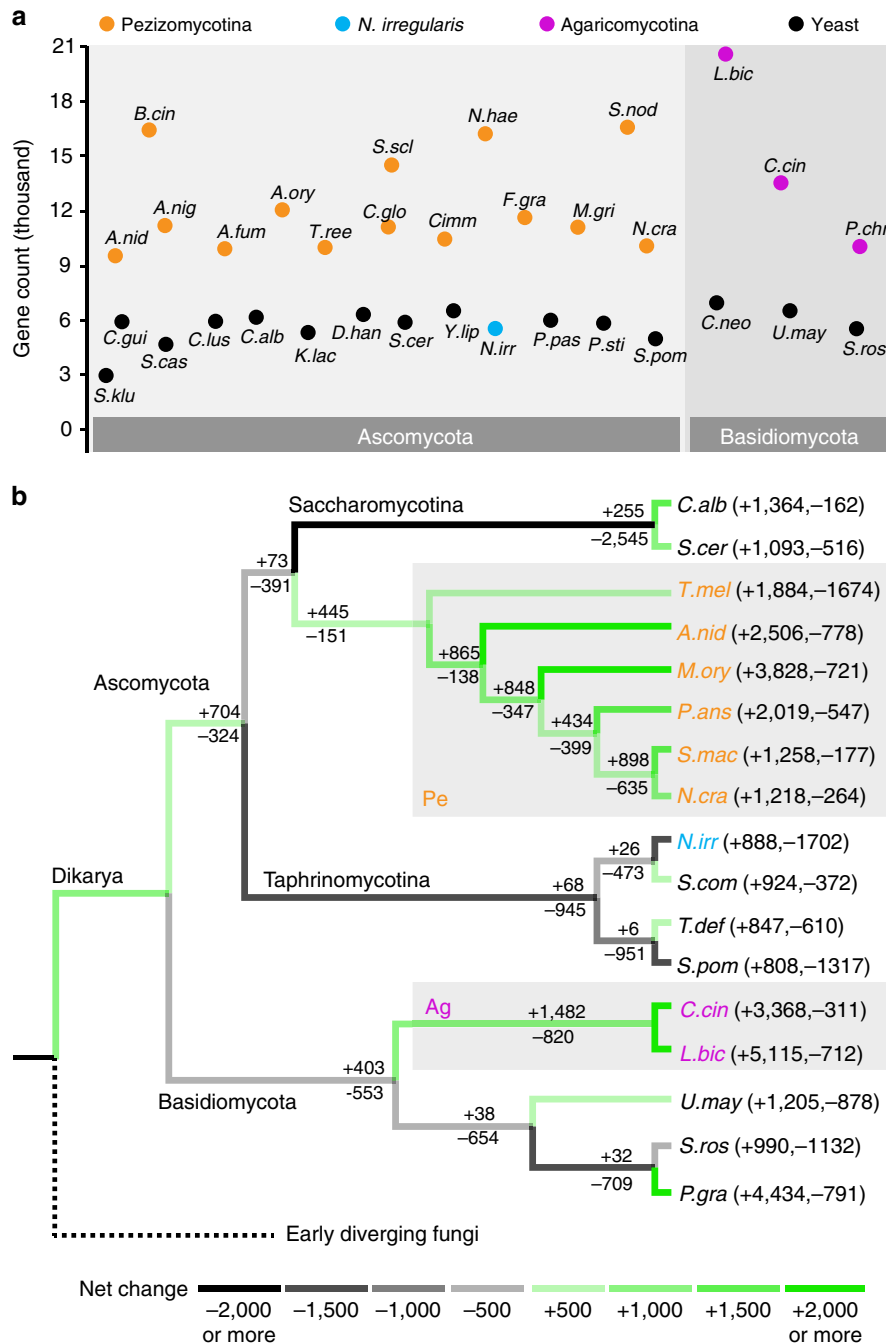 a
Pezizomycotina N. irregularis Agaricomycotina Yeast
Gene count (thousand)
21
18
15
12
9
6
3
0
L.bic
B.cin
N.hae
S.nod
S.scl
C.cin
A.nid
A.nig
A.fum
A.ory
T.ree
C.glo
Cimm
F.gra
M.gri
N.cra
P.chr
C.gui
S.cas
C.lus
C.alb
K.lac
D.han
S.cer
Y.lip
N.irr
P.pas
P.sti
S.pom
C.neo
U.may
S.ros
S.klu
Ascomycota Basidiomycota
b
Saccharomycotina
+255
–2,545
C.alb (+1,364,–162)
S.cer (+1,093,–516)
+73
–391
+445
–151
T.mel (+1,884,–1674)
A.nid (+2,506,–778)
+865
–138
M.ory (+3,828,–721)
+848
–347
P.ans (+2,019,–547)
+434
–399
S.mac (+1,258,–177)
+898
–635
N.cra (+1,218,–264)
Pe
Ascomycota
+704
–324
N.irr (+888,–1702)
+26
–473
S.com (+924,–372)
Dikarya
Taphrinomycotina
+68
–945
T.def (+847,–610)
+6
–951
S.pom (+808,–1317)
Ag
+1,482
–820
C.cin (+3,368,–311)
L.bic (+5,115,–712)
+403
-553
Basidiomycota
+38
–654
U.may (+1,205,–878)
S.ros (+990,–1132)
+32
–709
P.gra (+4,434,–791)
Early diverging fungi
Net change
–2,000 –1,500 –1,000 –500 +500 +1,000 +1,500 +2,000
or more or more